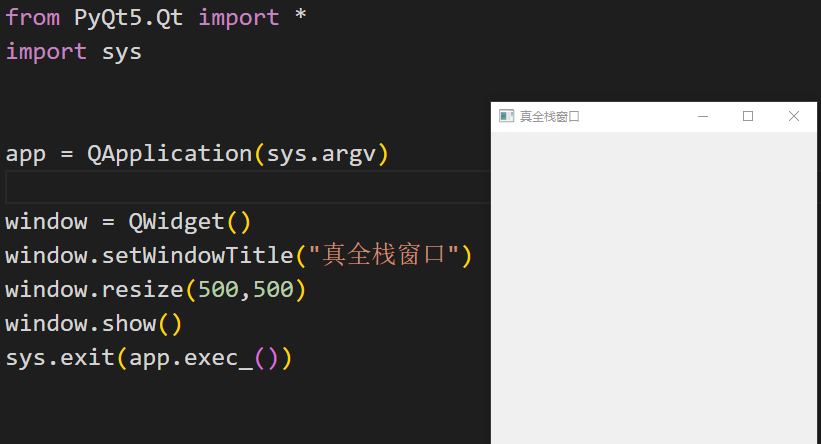 from PyQt5.Qt import *
import sys
app = QApplication(sys.argv)
window = QWidget()
window.setWindowTitle("真全栈窗口")
window.resize(500,500)
window.show()
sys.exit(app.exec_())
真全栈窗口